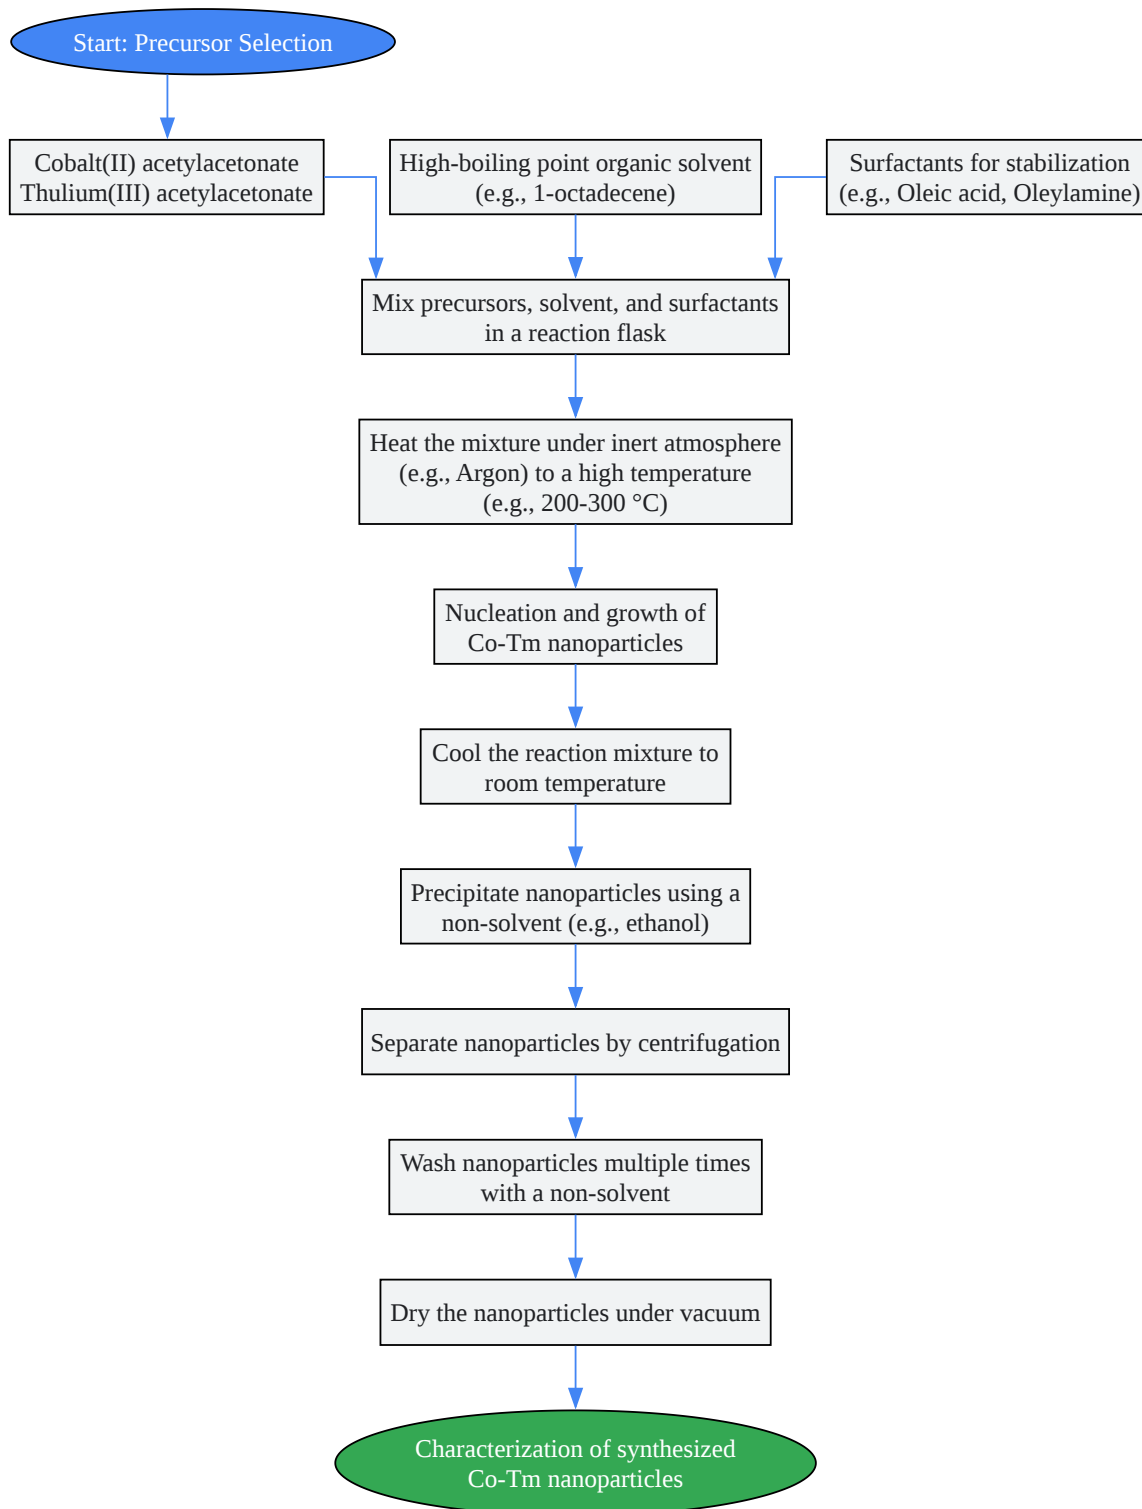 Start: Precursor Selection
Cobalt(II) acetylacetonate
Thulium(III) acetylacetonate
High-boiling point organic solvent
(e.g., 1-octadecene)
Surfactants for stabilization
(e.g., Oleic acid, Oleylamine)
Mix precursors, solvent, and surfactants
in a reaction flask
Heat the mixture under inert atmosphere
(e.g., Argon) to a high temperature
(e.g., 200-300 °C)
Nucleation and growth of
Co-Tm nanoparticles
Cool the reaction mixture to
room temperature
Precipitate nanoparticles using a
non-solvent (e.g., ethanol)
Separate nanoparticles by centrifugation
Wash nanoparticles multiple times
with a non-solvent
Dry the nanoparticles under vacuum
Characterization of synthesized
Co-Tm nanoparticles